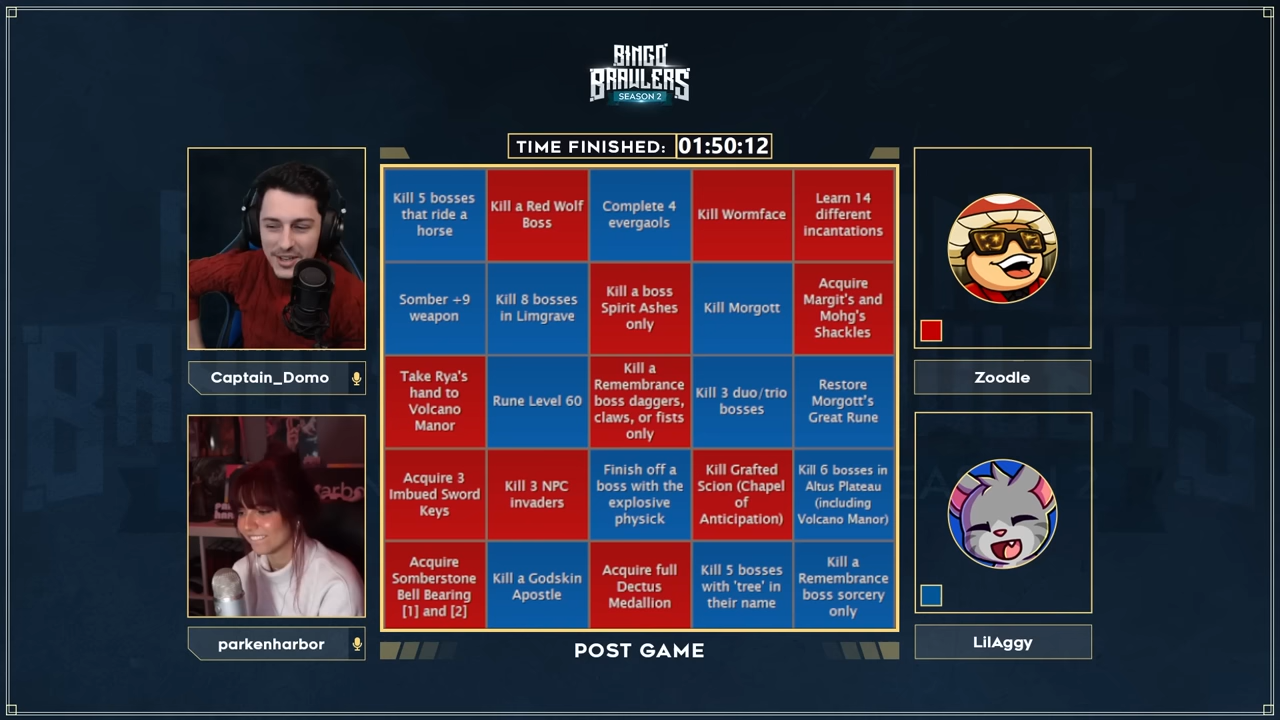 BINGO
BRAWLERS
SEASON 2
TIME FINISHED: 01:50:12
Kill 5 bosses
that ride a
horse
Kill a Red Wolf
Boss
Complete 4
evergaols
Kill Wormface
Learn 14
different
incantations
Somber +9
weapon
Kill 8 bosses
in Limgrave
Kill a boss
Spirit Ashes
only
Kill Morgott
Acquire
Margit's and
Mohg's
Shackles
Take Rya's
hand to
Volcano
Manor
Rune Level 60
Kill a
Remembrance
boss daggers,
claws, or fists
only
Kill 3 duo/trio
bosses
Restore
Morgott's
Great Rune
Acquire 3
Imbued Sword
Keys
Kill 3 NPC
invaders
Finish off a
boss with the
explosive
physick
Kill Grafted
Scion (Chapel
of
Anticipation)
Kill 6 bosses in
Altus Plateau
(including
Volcano Manor)
Acquire
Somberstone
Bell Bearing
[1] and [2]
Kill a Godskin
Apostle
Acquire full
Dectus
Medallion
Kill 5 bosses
with 'tree' in
their name
Kill a
Remembrance
boss sorcery
only
Captain_Domo
parkenharbor
Zoodle
LilAggy
POST GAME